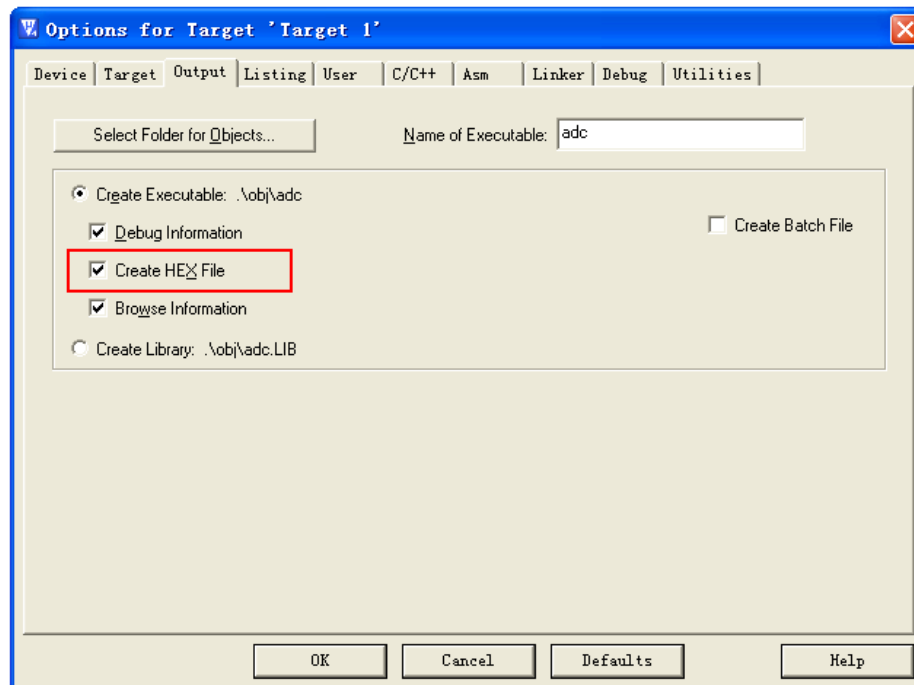 Options for Target 'Target 1'
Device Target Output Listing User C/C++ Asm Linker Debug Utilities
Select Folder for Objects... Name of Executable: adc
Create Executable: .\obj\adc
Debug Information Create Batch File
Create HEX File
Browse Information
Create Library: .\obj\adc.LIB
OK Cancel Defaults Help